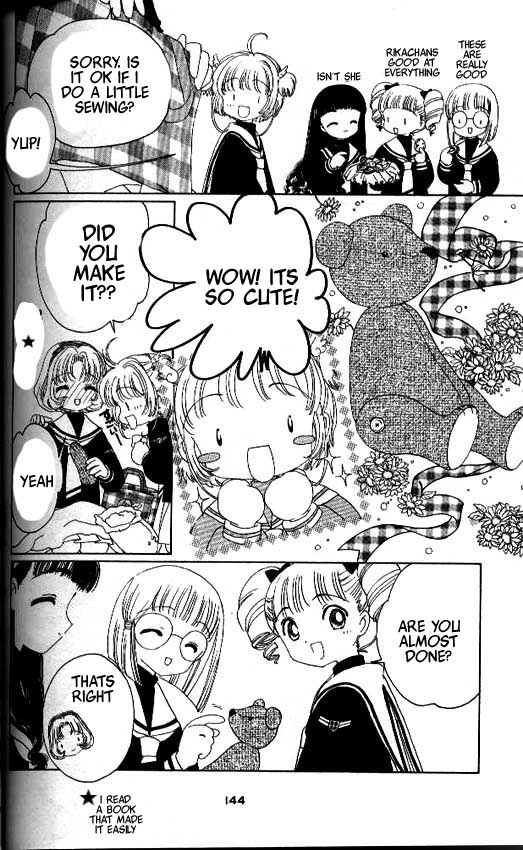 THESE
ARE
REALLY
GOOD
RIKACHANS
GOOD AT
EVERYTHING
ISN'T SHE
SORRY. IS
IT OK IF I
DO A LITTLE
SEWING?
YUP!
WOW! ITS
SO CUTE!
DID
YOU
MAKE
IT??
★
YEAH
ARE YOU
ALMOST
DONE?
THATS
RIGHT
★ I READ
A BOOK
THAT MADE
IT EASILY
144